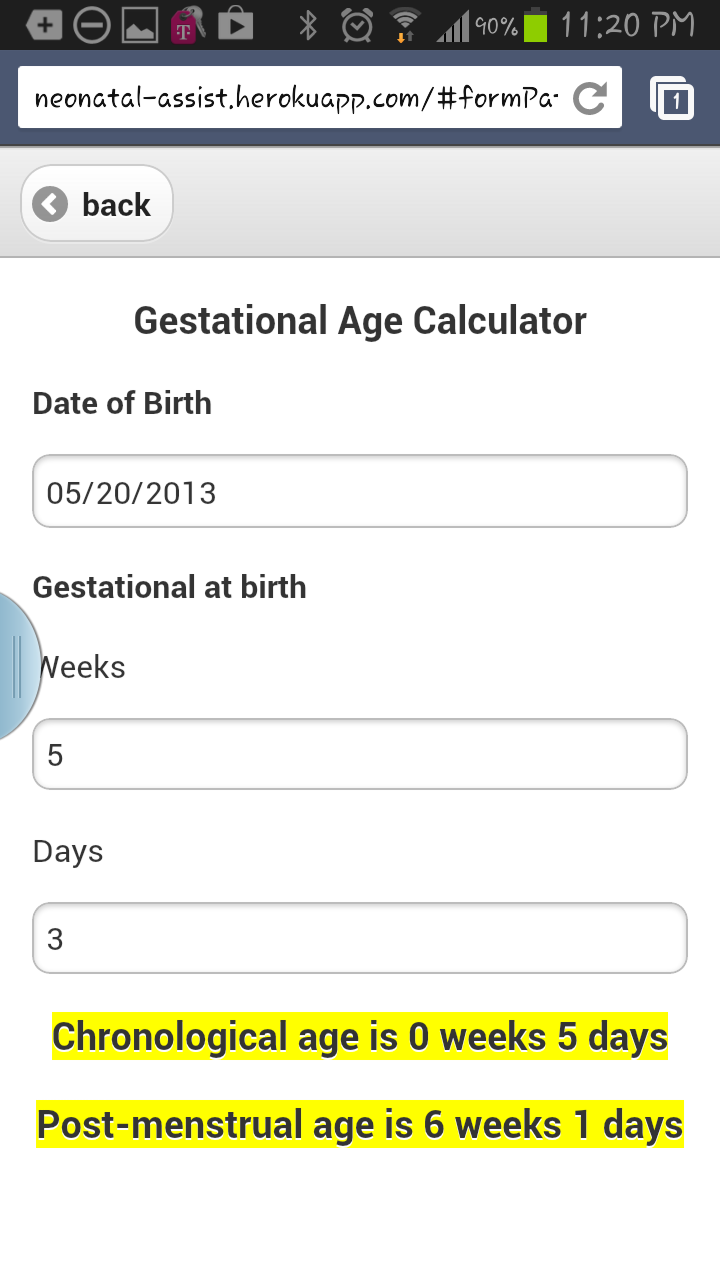 90% 11:20 PM
neonatal-assist.herokuapp.com/#formPa
1
back
Gestational Age Calculator
Date of Birth
05/20/2013
Gestational at birth
Weeks
5
Days
3
Chronological age is 0 weeks 5 days
Post-menstrual age is 6 weeks 1 days